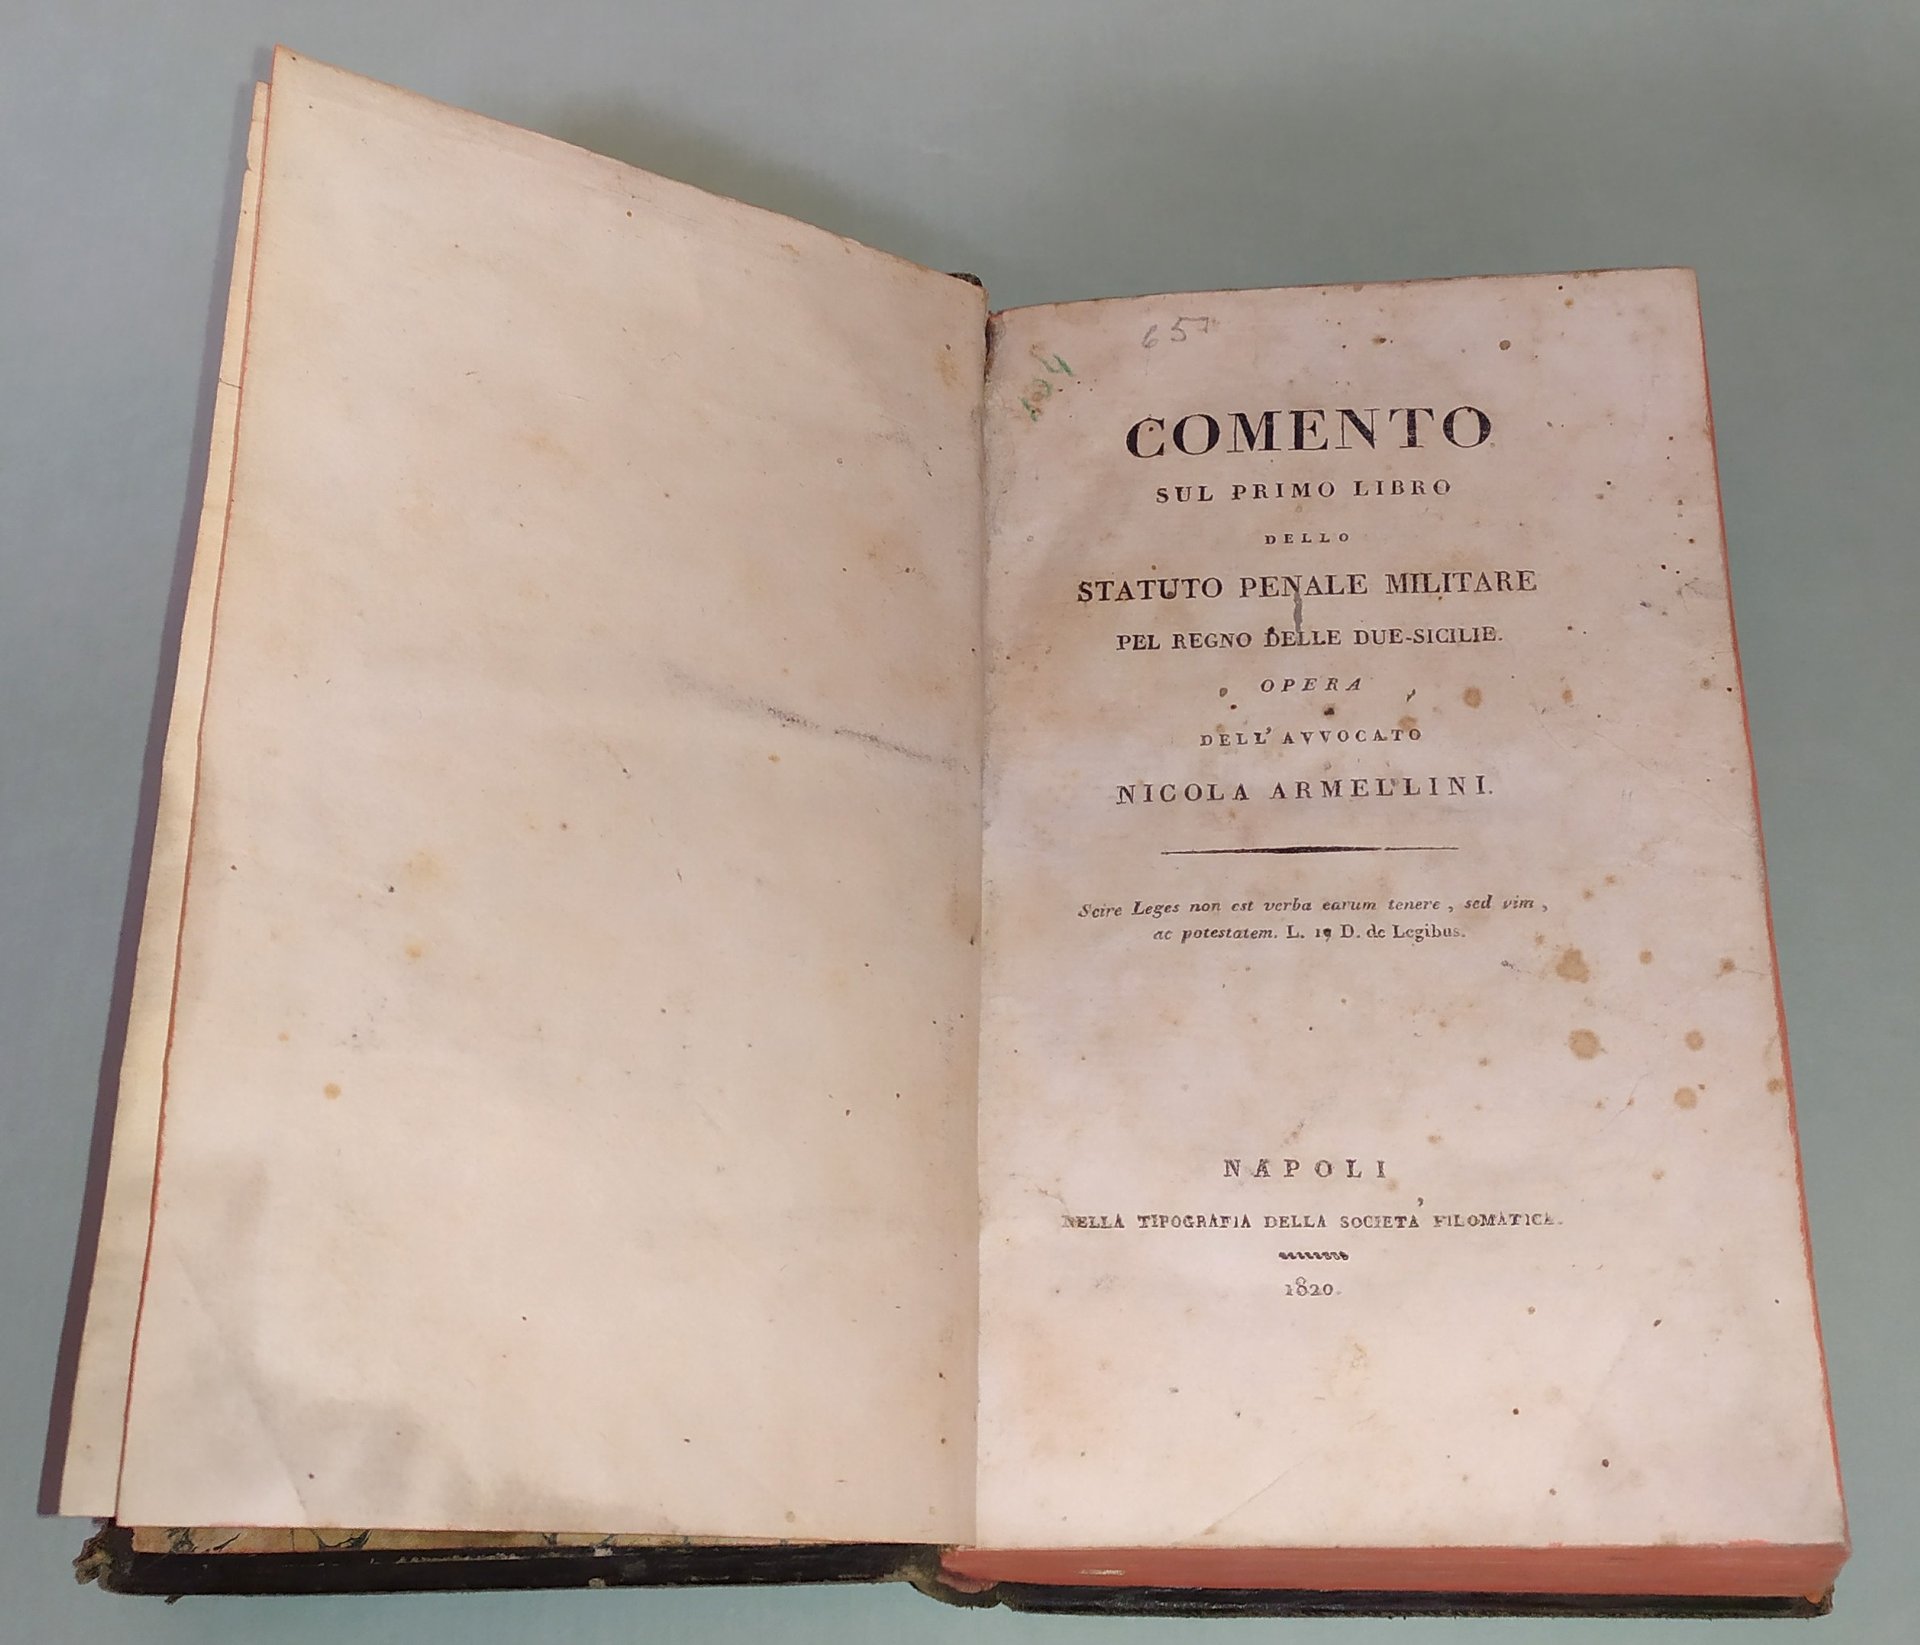 657
COMENTO
SUL PRIMO LIBRO
DELLO
STATUTO PENALE MILITARE
PEL REGNO DELLE DUE-SICILIE.
OPERA
DELL' AVVOCATO
NICOLA ARMELLINI.
Scire Leges non est verba earum tenere, sed vim,
ac potestatem. L. 17 D. de Legibus.
NAPOLI
NELLA TIPOGRAFIA DELLA SOCIETA' FILOMATICA.
1820.